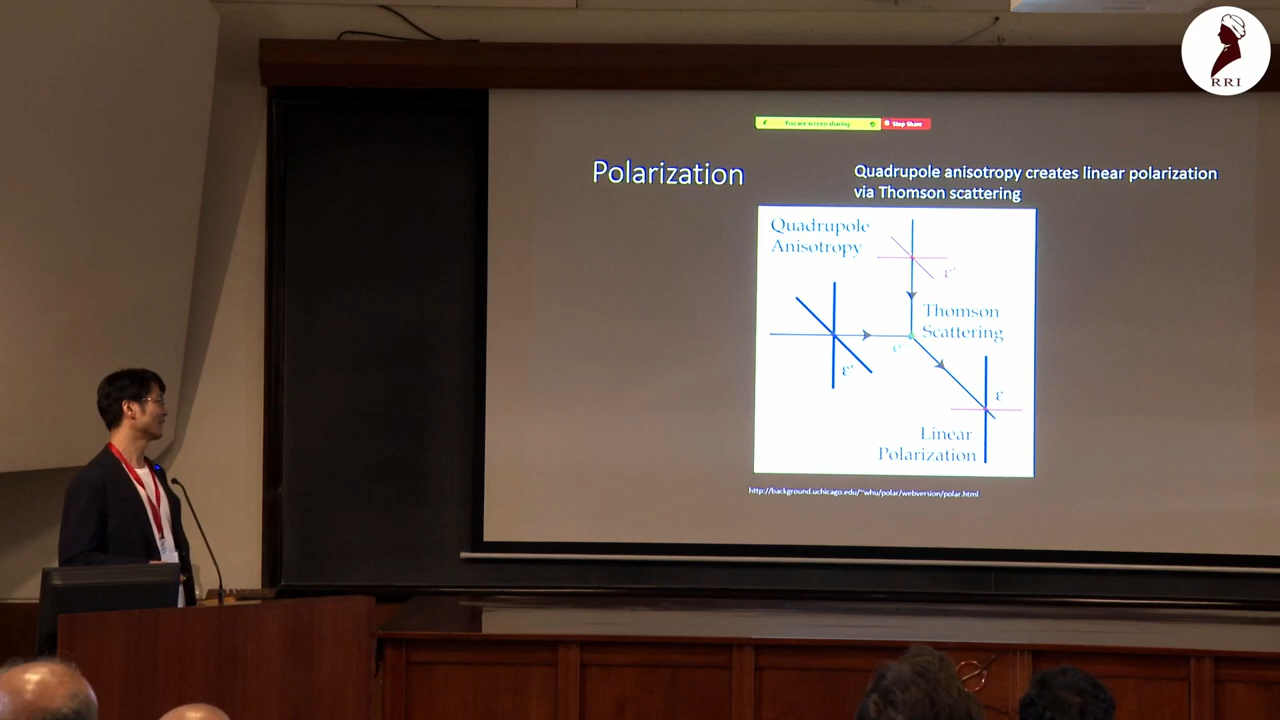 RRI
You are screen sharing
Stop Share
Polarization
Quadrupole anisotropy creates linear polarization
via Thomson scattering
Quadrupole
Anisotropy
ε'
Thomson
Scattering
e
ε'
ε
Linear
Polarization
http://background.uchicago.edu/~whu/polar/webversion/polar.html